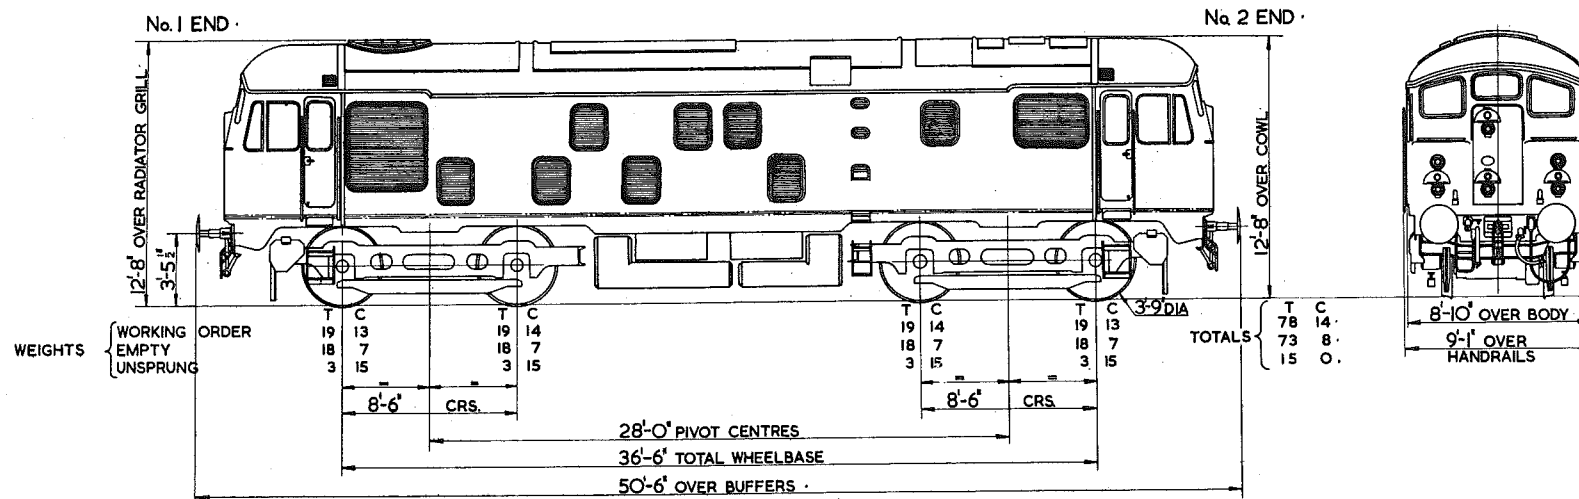 No. 1 END.
No. 2 END.
12'-8" OVER RADIATOR GRILL
3'-5½"
12'-8" OVER COWL
3'-9" DIA
WEIGHTS
WORKING ORDER
EMPTY
UNSPRUNG
T C
19 13
18 7
3 15
T C
19 14
18 7
3 15
T C
19 14
18 7
3 15
T C
19 13
18 7
3 15
TOTALS
T C
78 14.
73 8.
15 0.
8'-10" OVER BODY
9'-1" OVER
HANDRAILS
8'-6" CRS.
8'-6" CRS.
28'-0" PIVOT CENTRES
36'-6" TOTAL WHEELBASE
50'-6" OVER BUFFERS.